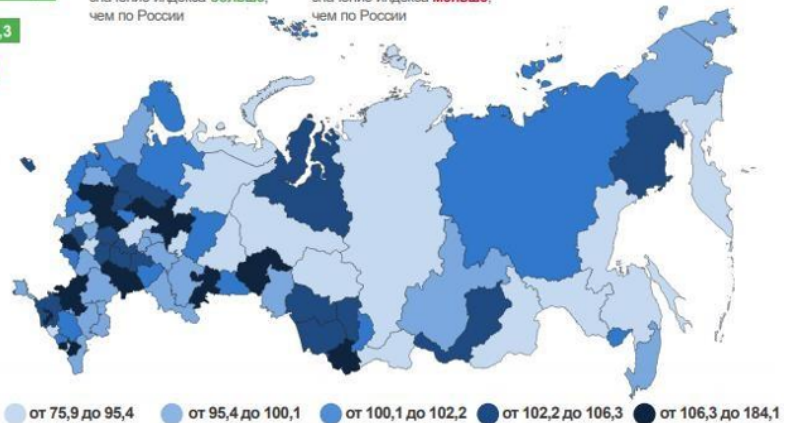 ,3
значение индекса больше,
чем по России
значение индекса меньше,
чем по России
от 75,9 до 95,4
от 95,4 до 100,1
от 100,1 до 102,2
от 102,2 до 106,3
от 106,3 до 184,1